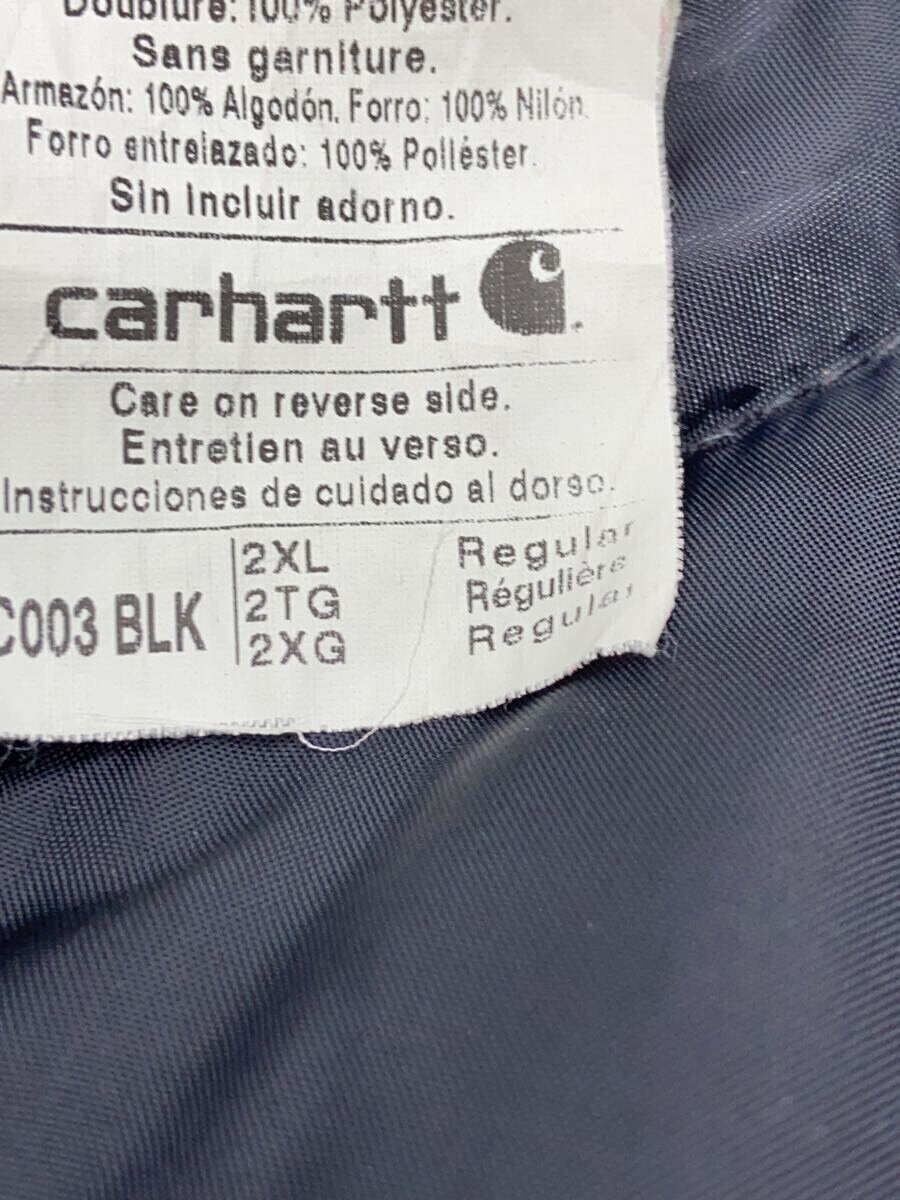 Doublure: 100% Polyester.
Sans garniture.
Armazón: 100% Algodón, Forro: 100% Nilón.
Forro entrelazado: 100% Poliéster.
Sin incluir adorno.
carhartt
Care on reverse side.
Entretien au verso.
Instrucciones de cuidado al dorso.
C003 BLK
2XL Regular
2TG Régulière
2XG Regular